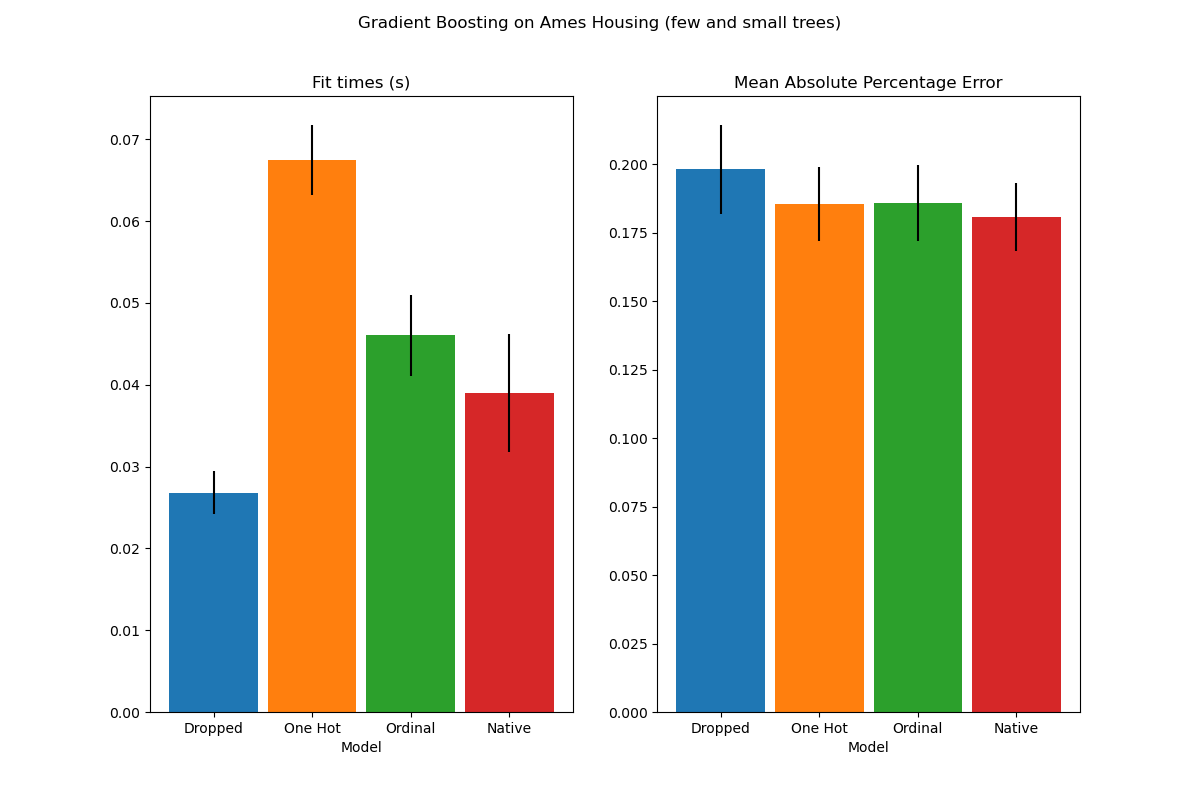 Gradient Boosting on Ames Housing (few and small trees)
Fit times (s)
0.07
0.06
0.05
0.04
0.03
0.02
0.01
0.00
Dropped One Hot Ordinal Native
Model
Mean Absolute Percentage Error
0.200
0.175
0.150
0.125
0.100
0.075
0.050
0.025
0.000
Dropped One Hot Ordinal Native
Model